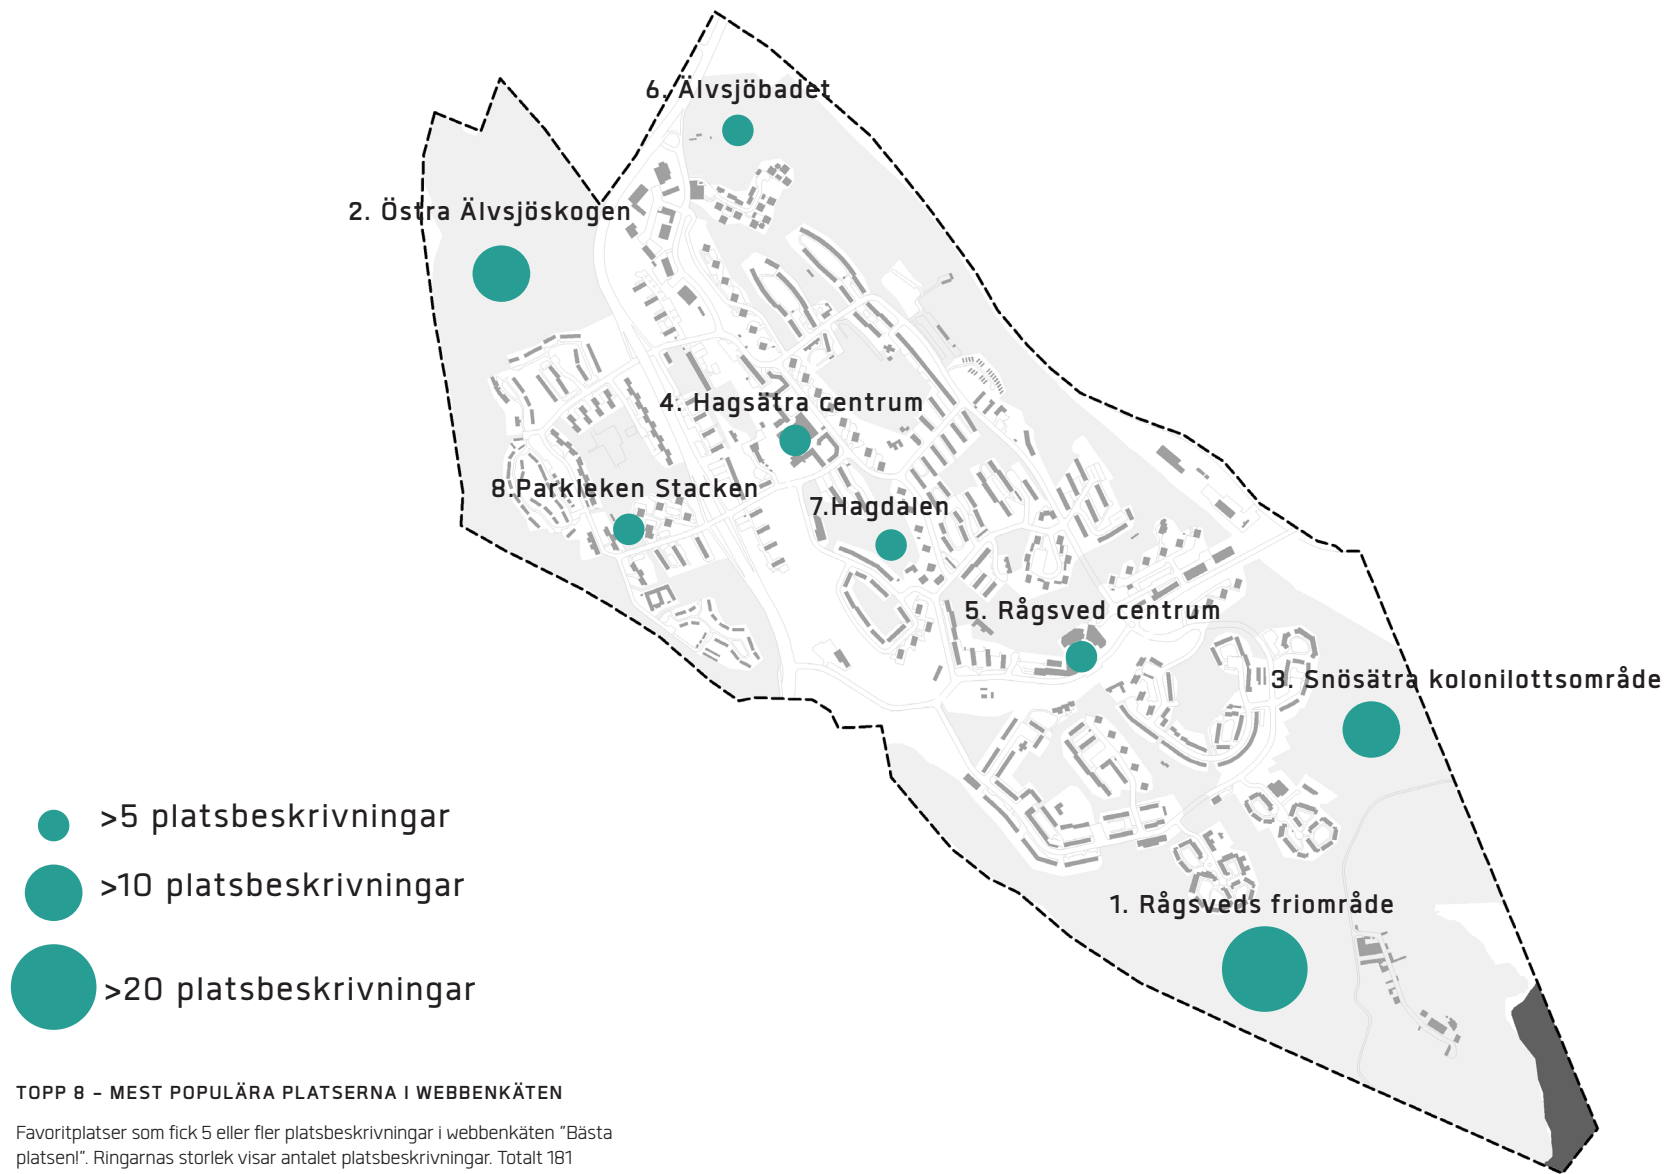 6. Älvsjöbadet
2. Östra Älvsjöskogen
4. Hagsätra centrum
8.Parkleken Stacken
7.Hagdalen
5. Rågsved centrum
3. Snösätra kolonilottsområde
1. Rågsveds friområde
>5 platsbeskrivningar
>10 platsbeskrivningar
>20 platsbeskrivningar
TOPP 8 – MEST POPULÄRA PLATSERNA I WEBBENKÄTEN
Favoritplatser som fick 5 eller fler platsbeskrivningar i webbenkäten ”Bästa
platsen!”. Ringarnas storlek visar antalet platsbeskrivningar. Totalt 181